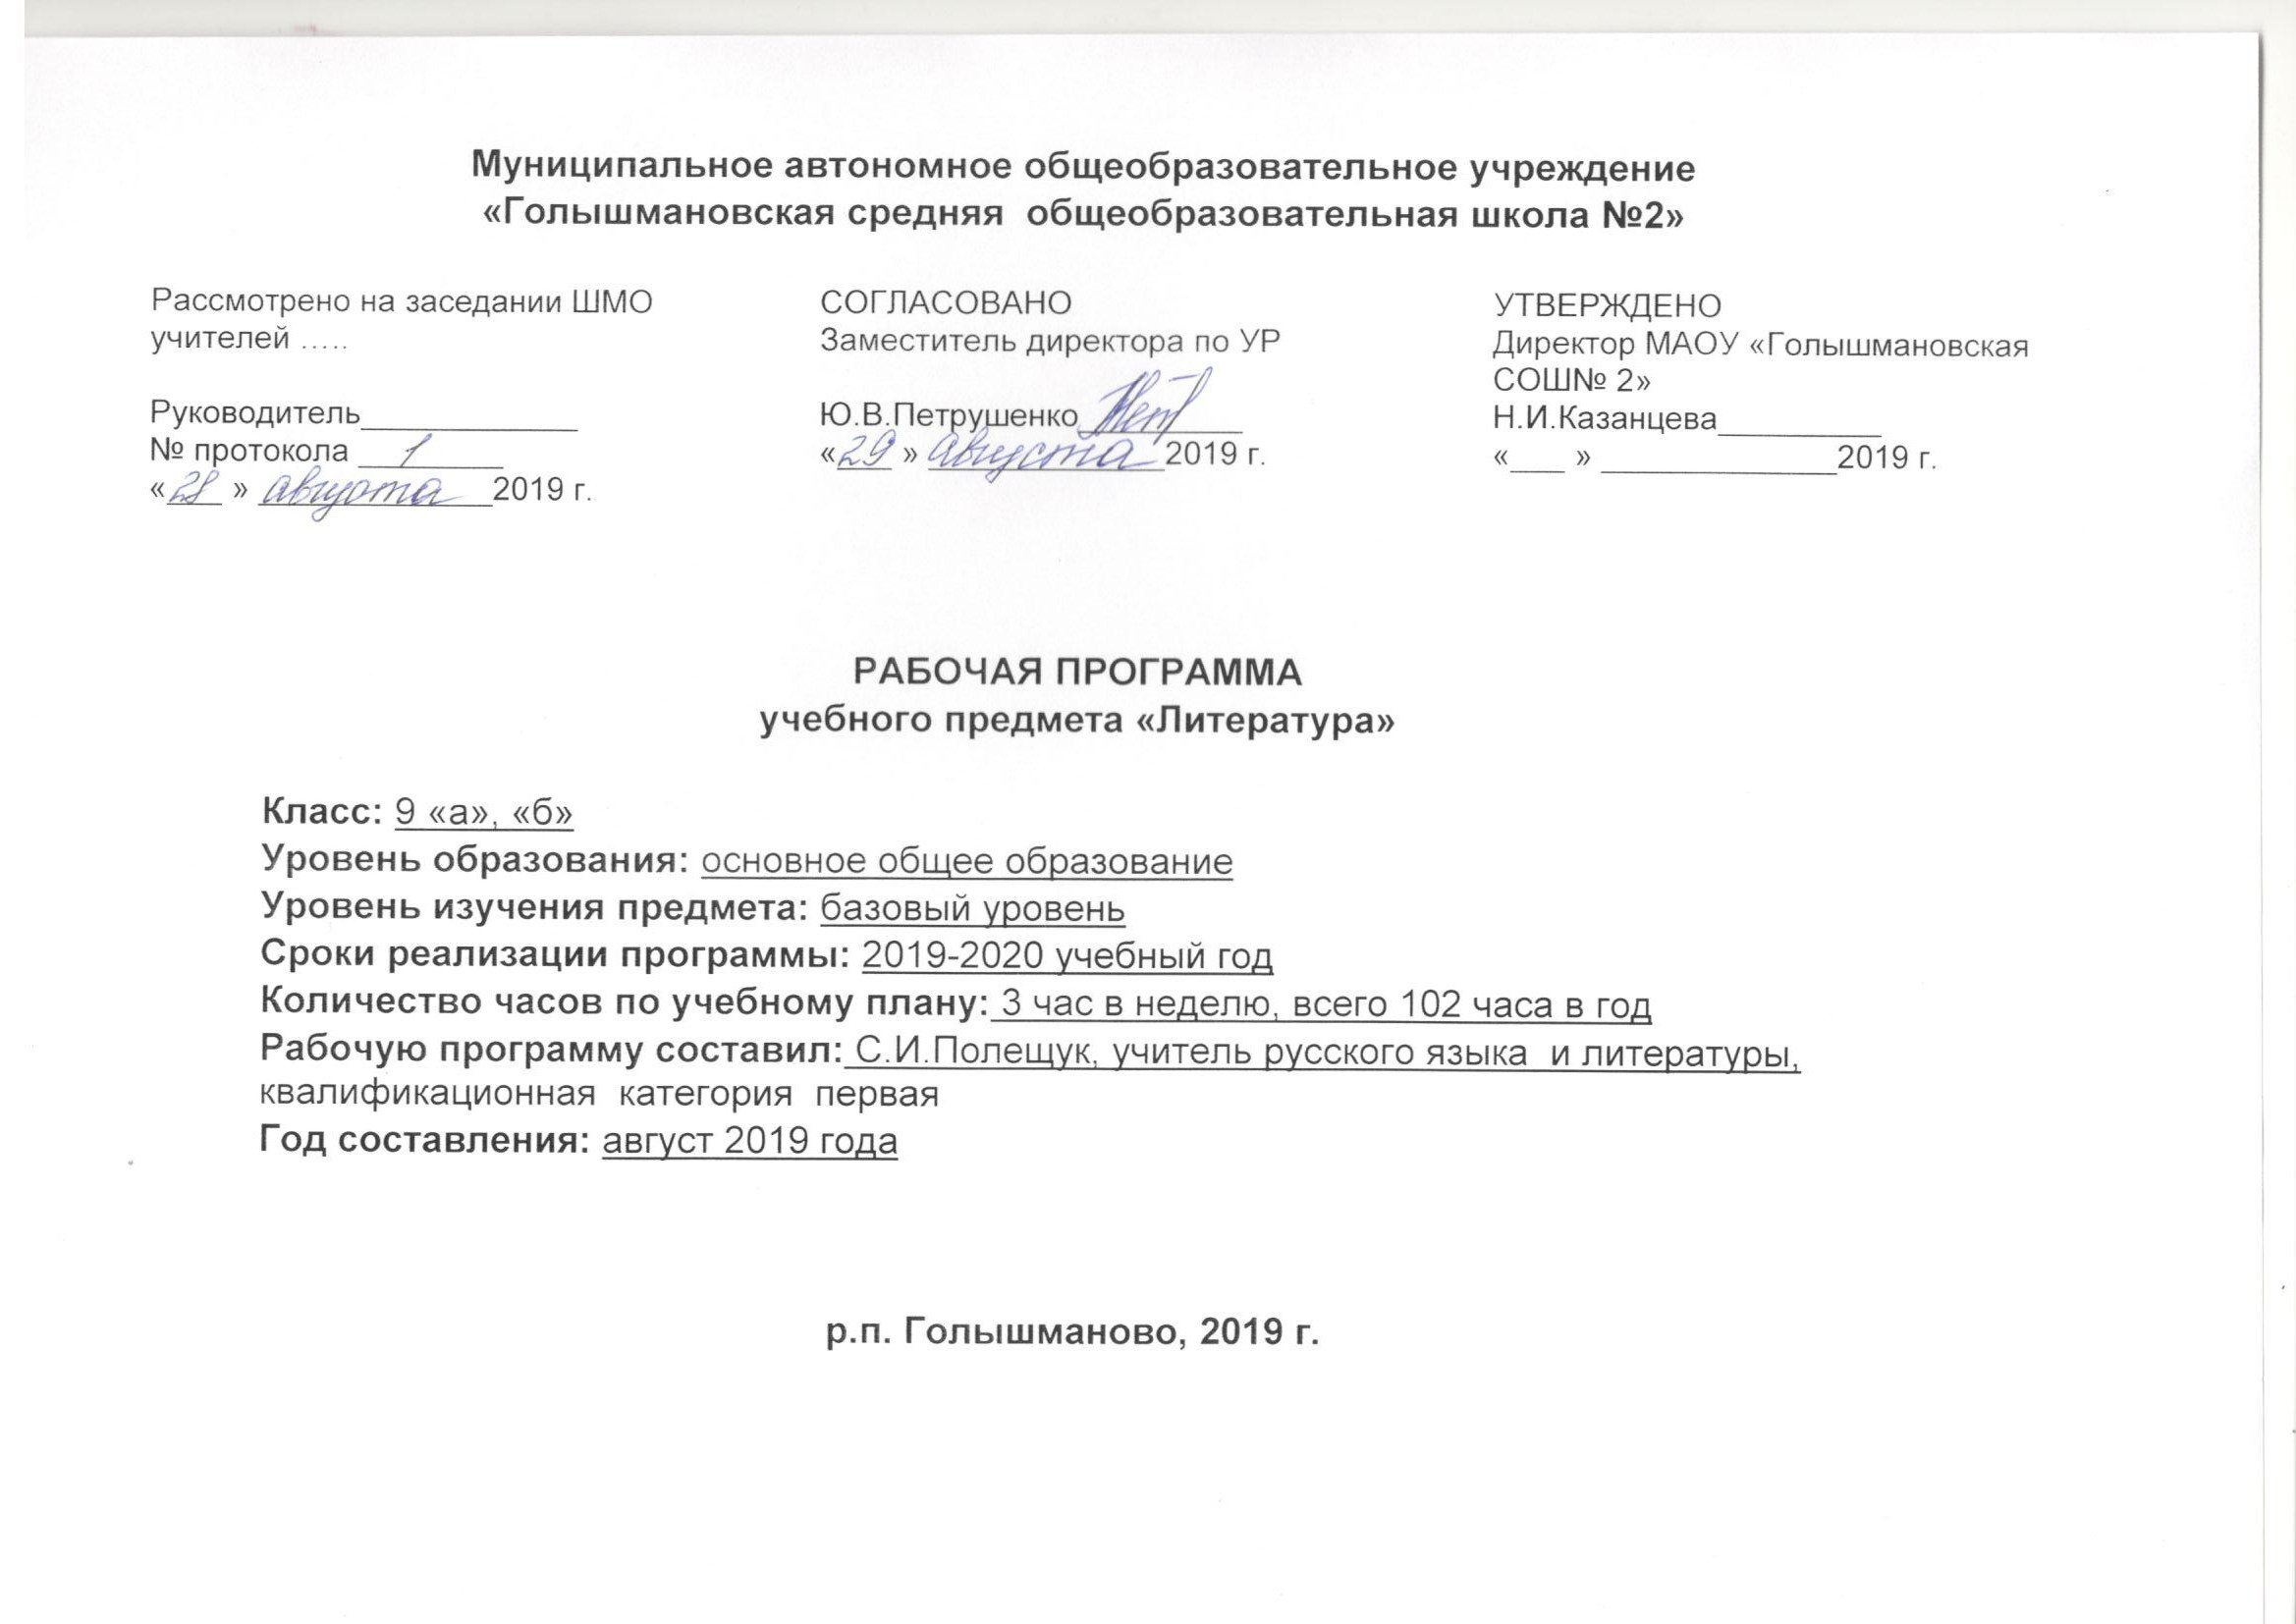 Муниципальное автономное общеобразовательное учреждение
«Голышмановская средняя общеобразовательная школа №2»
Рассмотрено на заседании ШМО
учителей .....
Руководитель____________
№ протокола ___1_____
«28» августа 2019 г.
СОГЛАСОВАНО
Заместитель директора по УР
Ю.В.Петрушенко_________
«29» августа 2019 г.
УТВЕРЖДЕНО
Директор МАОУ «Голышмановская
СОШ№ 2»
Н.И.Казанцева_________
«___ » _____________2019 г.
РАБОЧАЯ ПРОГРАММА
учебного предмета «Литература»
Класс: 9 «а», «б»
Уровень образования: основное общее образование
Уровень изучения предмета: базовый уровень
Сроки реализации программы: 2019-2020 учебный год
Количество часов по учебному плану: 3 час в неделю, всего 102 часа в год
Рабочую программу составил: С.И.Полещук, учитель русского языка и литературы,
квалификационная категория первая
Год составления: август 2019 года
р.п. Голышманово, 2019 г.